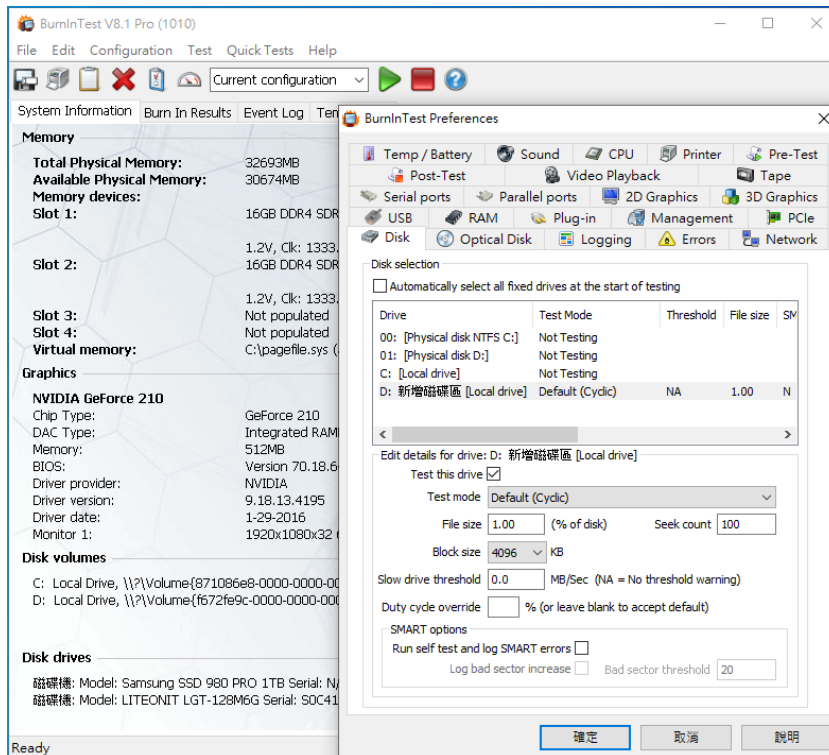 BurnInTest V8.1 Pro (1010)
File Edit Configuration Test Quick Tests Help
Current configuration
System Information Burn In Results Event Log
Memory
Total Physical Memory: 32693MB
Available Physical Memory: 30674MB
Memory devices:
Slot 1: 16GB DDR4
1.2V, Clk: 1333.
Slot 2: 16GB DDR4
1.2V, Clk: 1333.
Slot 3: Not populated
Slot 4: Not populated
Virtual memory: C:\pagefile.sys
Graphics
NVIDIA GeForce 210
Chip Type: GeForce 210
DAC Type: Integrated
Memory: 512MB
BIOS: Version 70.18.6
Driver provider: NVIDIA
Driver version: 9.18.13.4195
Driver date: 1-29-2016
Monitor 1: 1920x1080x32
Disk volumes
C: Local Drive, \\?\Volume{871086e8-0000-0000-00
D: Local Drive, \\?\Volume{f672fe9c-0000-0000-000
Disk drives
磁碟機: Model: Samsung SSD 980 PRO 1TB Serial:
磁碟機: Model: LITEONIT LGT-128M6G Serial: S0C41
Ready
BurnInTest Preferences
Temp / Battery Sound CPU Printer Pre-Test
Post-Test Video Playback Tape
Serial ports Parallel ports 2D Graphics 3D Graphics
USB RAM Plug-in Management PCIe
Disk Optical Disk Logging Errors Network
Disk selection
Automatically select all fixed drives at the start of testing
Drive Test Mode Threshold File size SM
00: [Physical disk NTFS C:] Not Testing
01: [Physical disk D:] Not Testing
C: [Local drive] Not Testing
D: 新增磁碟區 [Local drive] Default (Cyclic) NA 1.00 N
Edit details for drive: D: 新增磁碟區 [Local drive]
Test this drive
Test mode Default (Cyclic)
File size 1.00 (% of disk) Seek count 100
Block size 4096 KB
Slow drive threshold 0.0 MB/Sec (NA = No threshold warning)
Duty cycle override % (or leave blank to accept default)
SMART options
Run self test and log SMART errors
Log bad sector increase Bad sector threshold 20
確定 取消 說明